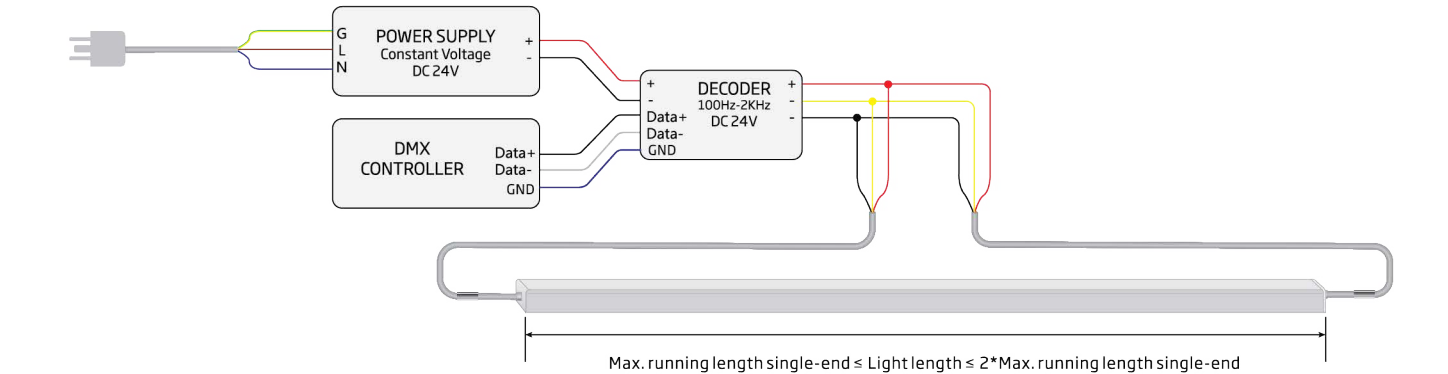 G
L
N
POWER SUPPLY
Constant Voltage
DC 24V
+
-
DMX
CONTROLLER
Data+
Data-
GND
+
-
Data+
Data-
GND
DECODER
100Hz-2KHz
DC 24V
+
-
-
Max. running length single-end ≤ Light length ≤ 2*Max. running length single-end